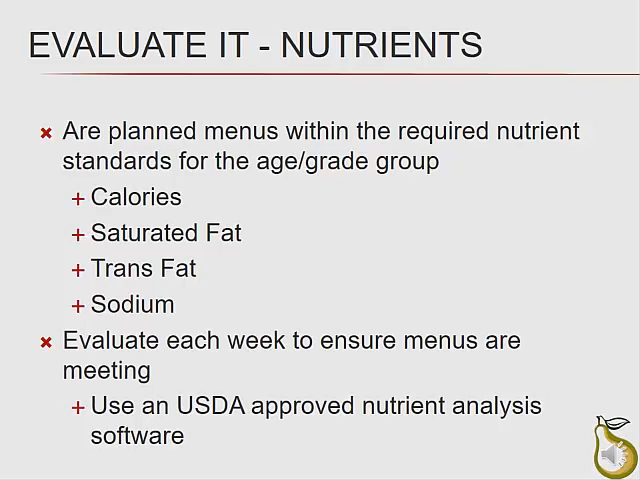 EVALUATE IT - NUTRIENTS
Are planned menus within the required nutrient
standards for the age/grade group
Calories
Saturated Fat
Trans Fat
Sodium
Evaluate each week to ensure menus are
meeting
Use an USDA approved nutrient analysis
software